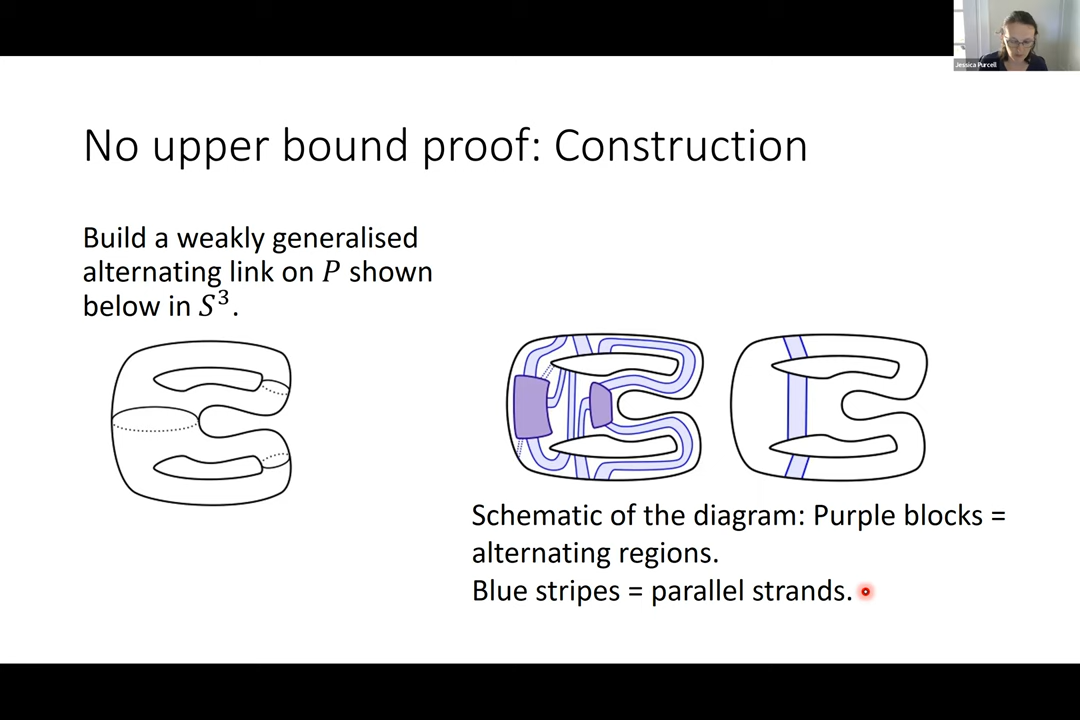 Jessica Purcell
No upper bound proof: Construction
Build a weakly generalised
alternating link on P shown
below in S³.
Schematic of the diagram: Purple blocks =
alternating regions.
Blue stripes = parallel strands.